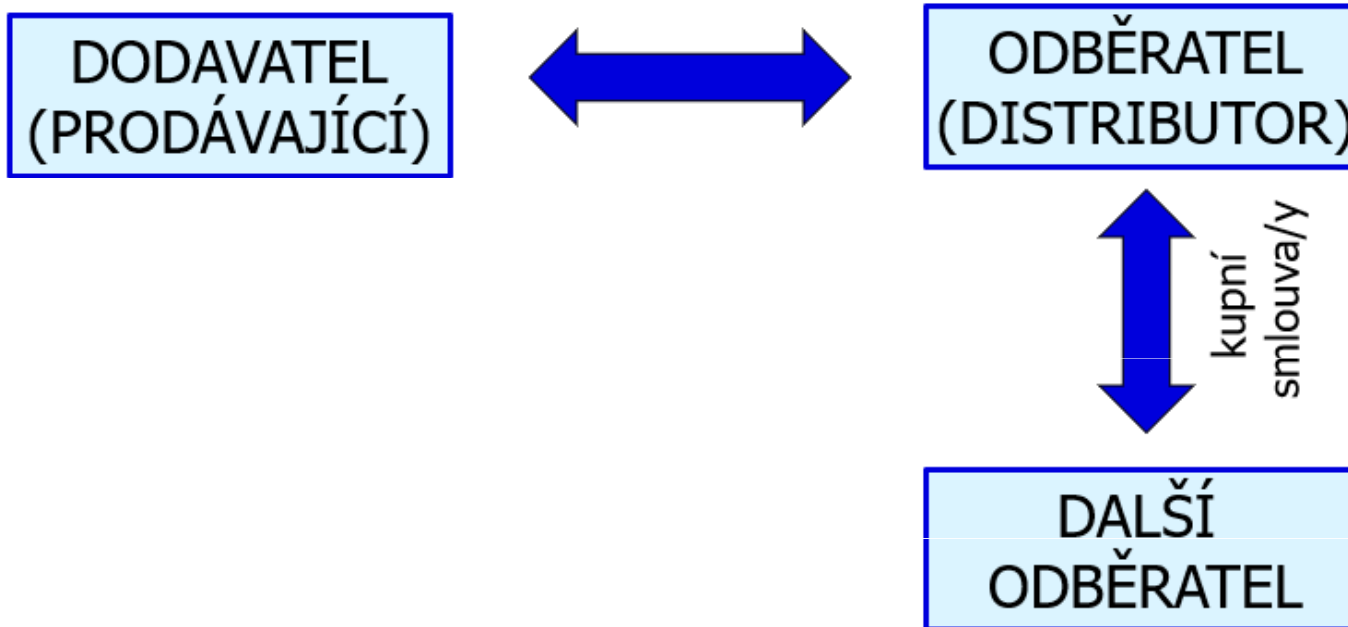 DODAVATEL
(PRODÁVAJÍCÍ)
ODBĚRATEL
(DISTRIBUTOR)
kupní
smlouva/y
DALŠÍ
ODBĚRATEL